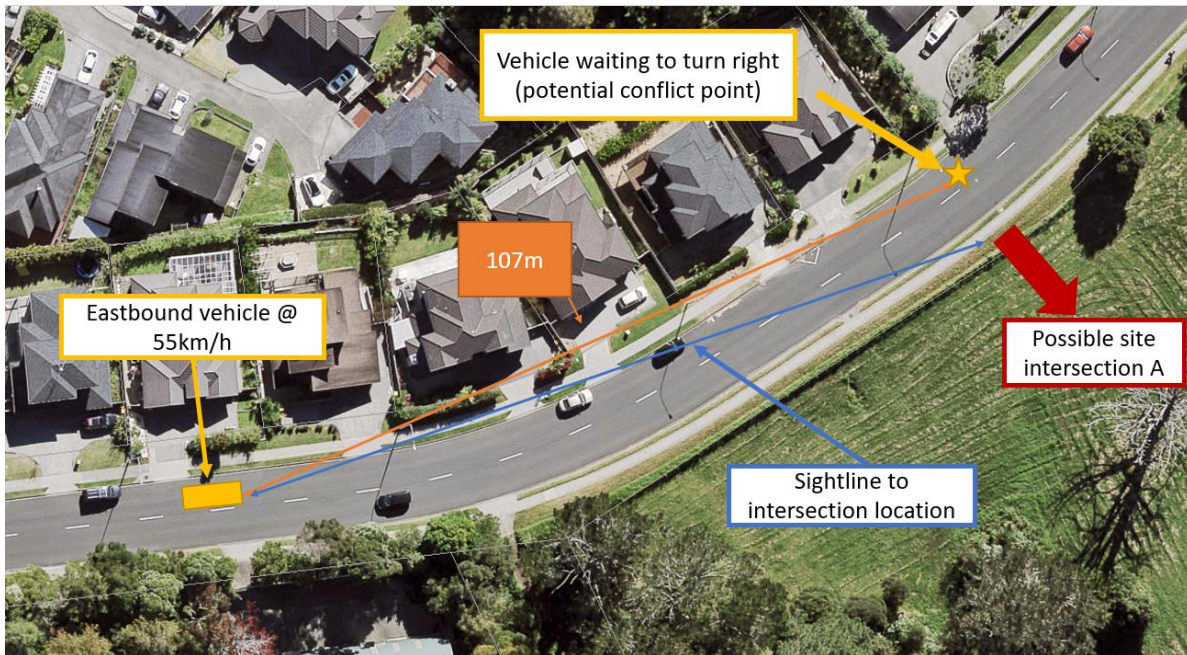 Vehicle waiting to turn right
(potential conflict point)
107m
Eastbound vehicle @
55km/h
Possible site
intersection A
Sightline to
intersection location